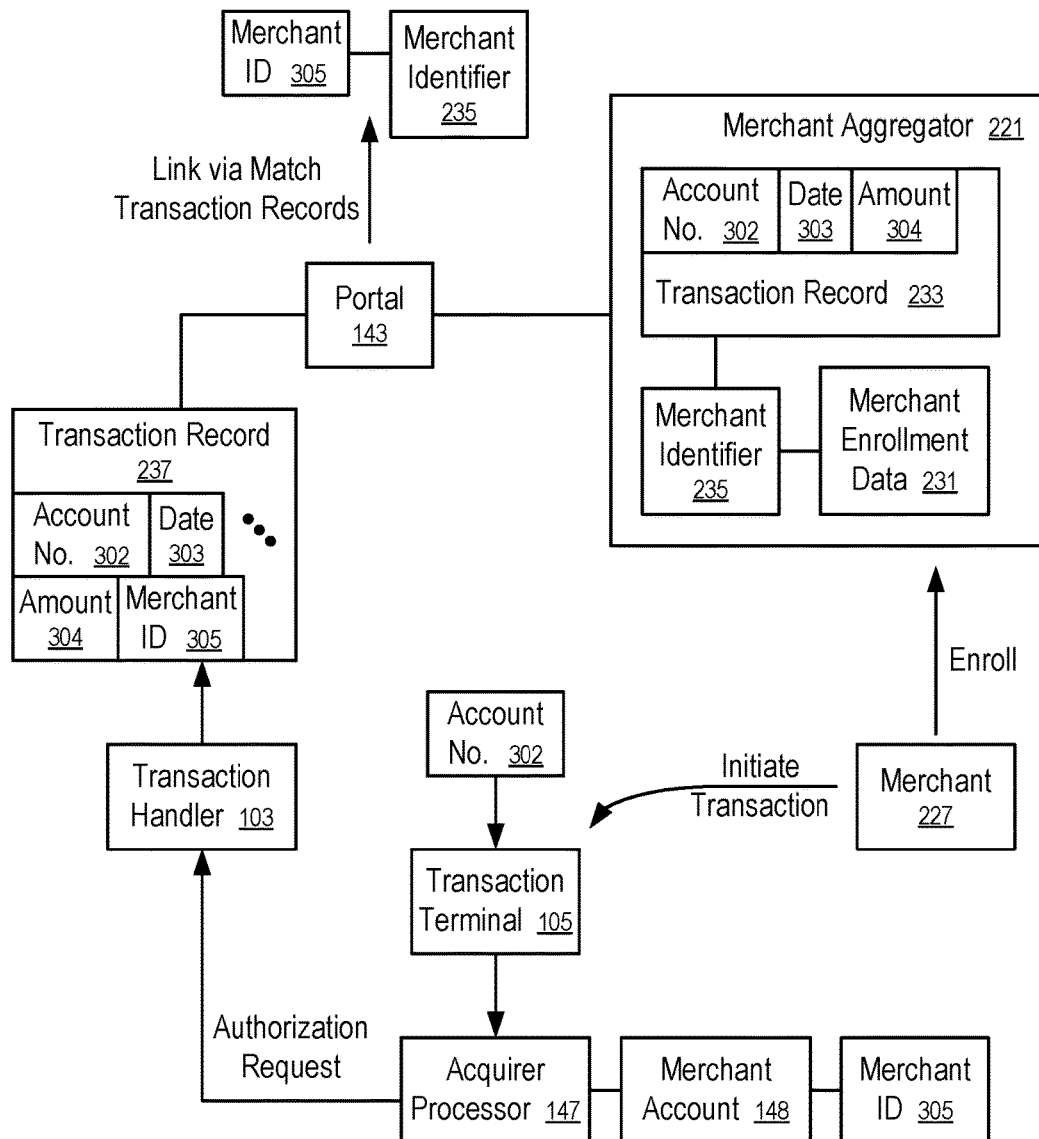 Merchant
ID 305
Merchant
Identifier
235
Link via Match
Transaction Records
Merchant Aggregator 221
Account
No. 302
Date
303
Amount
304
Transaction Record 233
Portal
143
Merchant
Identifier
235
Merchant
Enrollment
Data 231
Transaction Record
237
Account
No. 302
Date
303
Amount
304
Merchant
ID 305
Enroll
Account
No. 302
Transaction
Handler 103
Initiate
Transaction
Merchant
227
Transaction
Terminal 105
Authorization
Request
Acquirer
Processor 147
Merchant
Account 148
Merchant
ID 305